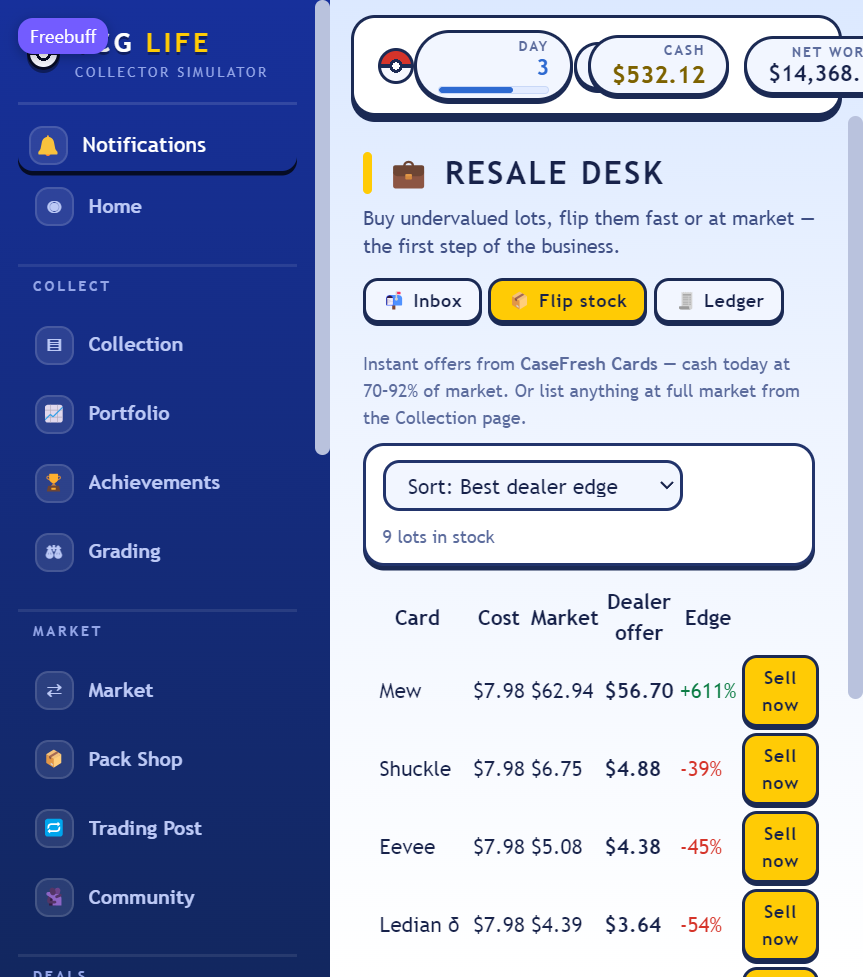 Freebuff
CG LIFE
COLLECTOR SIMULATOR
Notifications
Home
COLLECT
Collection
Portfolio
Achievements
Grading
MARKET
Market
Pack Shop
Trading Post
Community
DEALS
DAY
3
CASH
$532.12
NET WOR
$14,368.
RESALE DESK
Buy undervalued lots, flip them fast or at market —
the first step of the business.
Inbox
Flip stock
Ledger
Instant offers from CaseFresh Cards — cash today at
70-92% of market. Or list anything at full market from
the Collection page.
Sort: Best dealer edge
9 lots in stock
Card Cost Market Dealer offer Edge
Mew $7.98 $62.94 $56.70 +611% Sell now
Shuckle $7.98 $6.75 $4.88 -39% Sell now
Eevee $7.98 $5.08 $4.38 -45% Sell now
Ledian δ $7.98 $4.39 $3.64 -54% Sell now